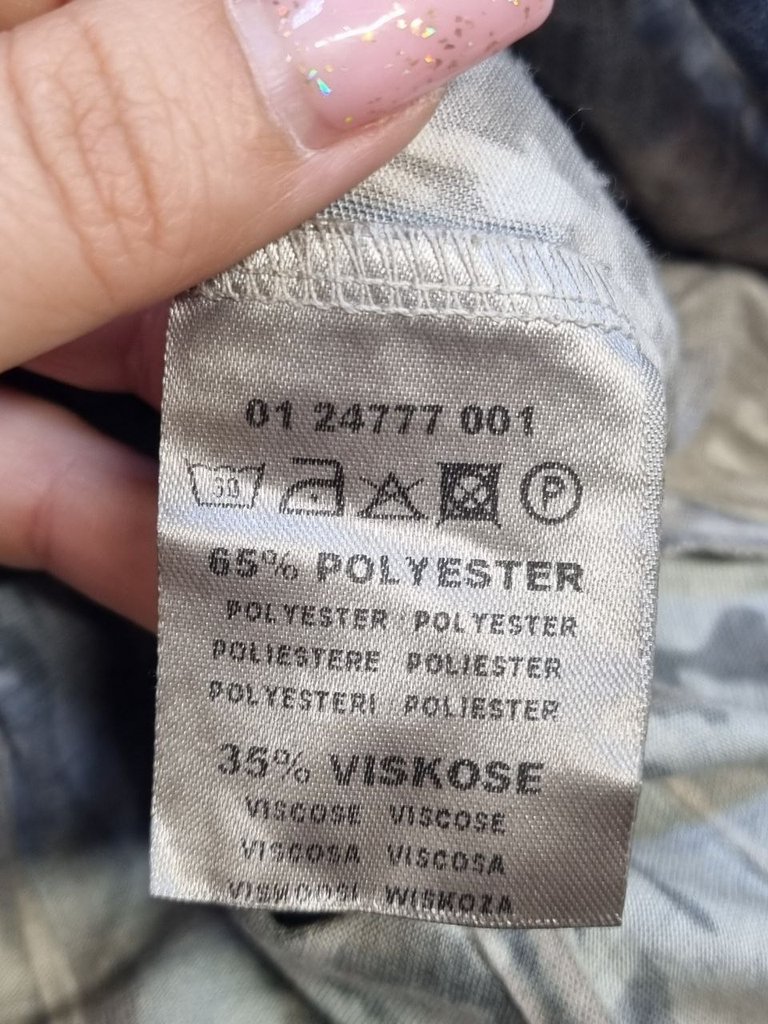 01 24777 001
30 P
65% POLYESTER
POLYESTER · POLYESTER
POLIESTERE · POLIESTER
POLYESTERI · POLIESTER
35% VISKOSE
VISCOSE VISCOSE
VISCOSA VISCOSA
VISKOOSI WISKOZA